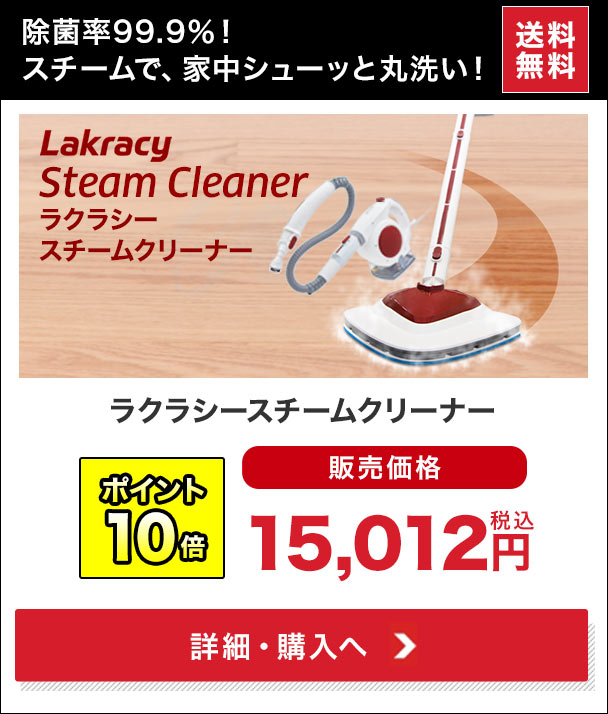 除菌率99.9%！
スチームで、家中シューッと丸洗い！
送料
無料
Lakracy
Steam Cleaner
ラクラシー
スチームクリーナー
ラクラシースチームクリーナー
ポイント
10倍
販売価格
15,012円税込
詳細・購入へ